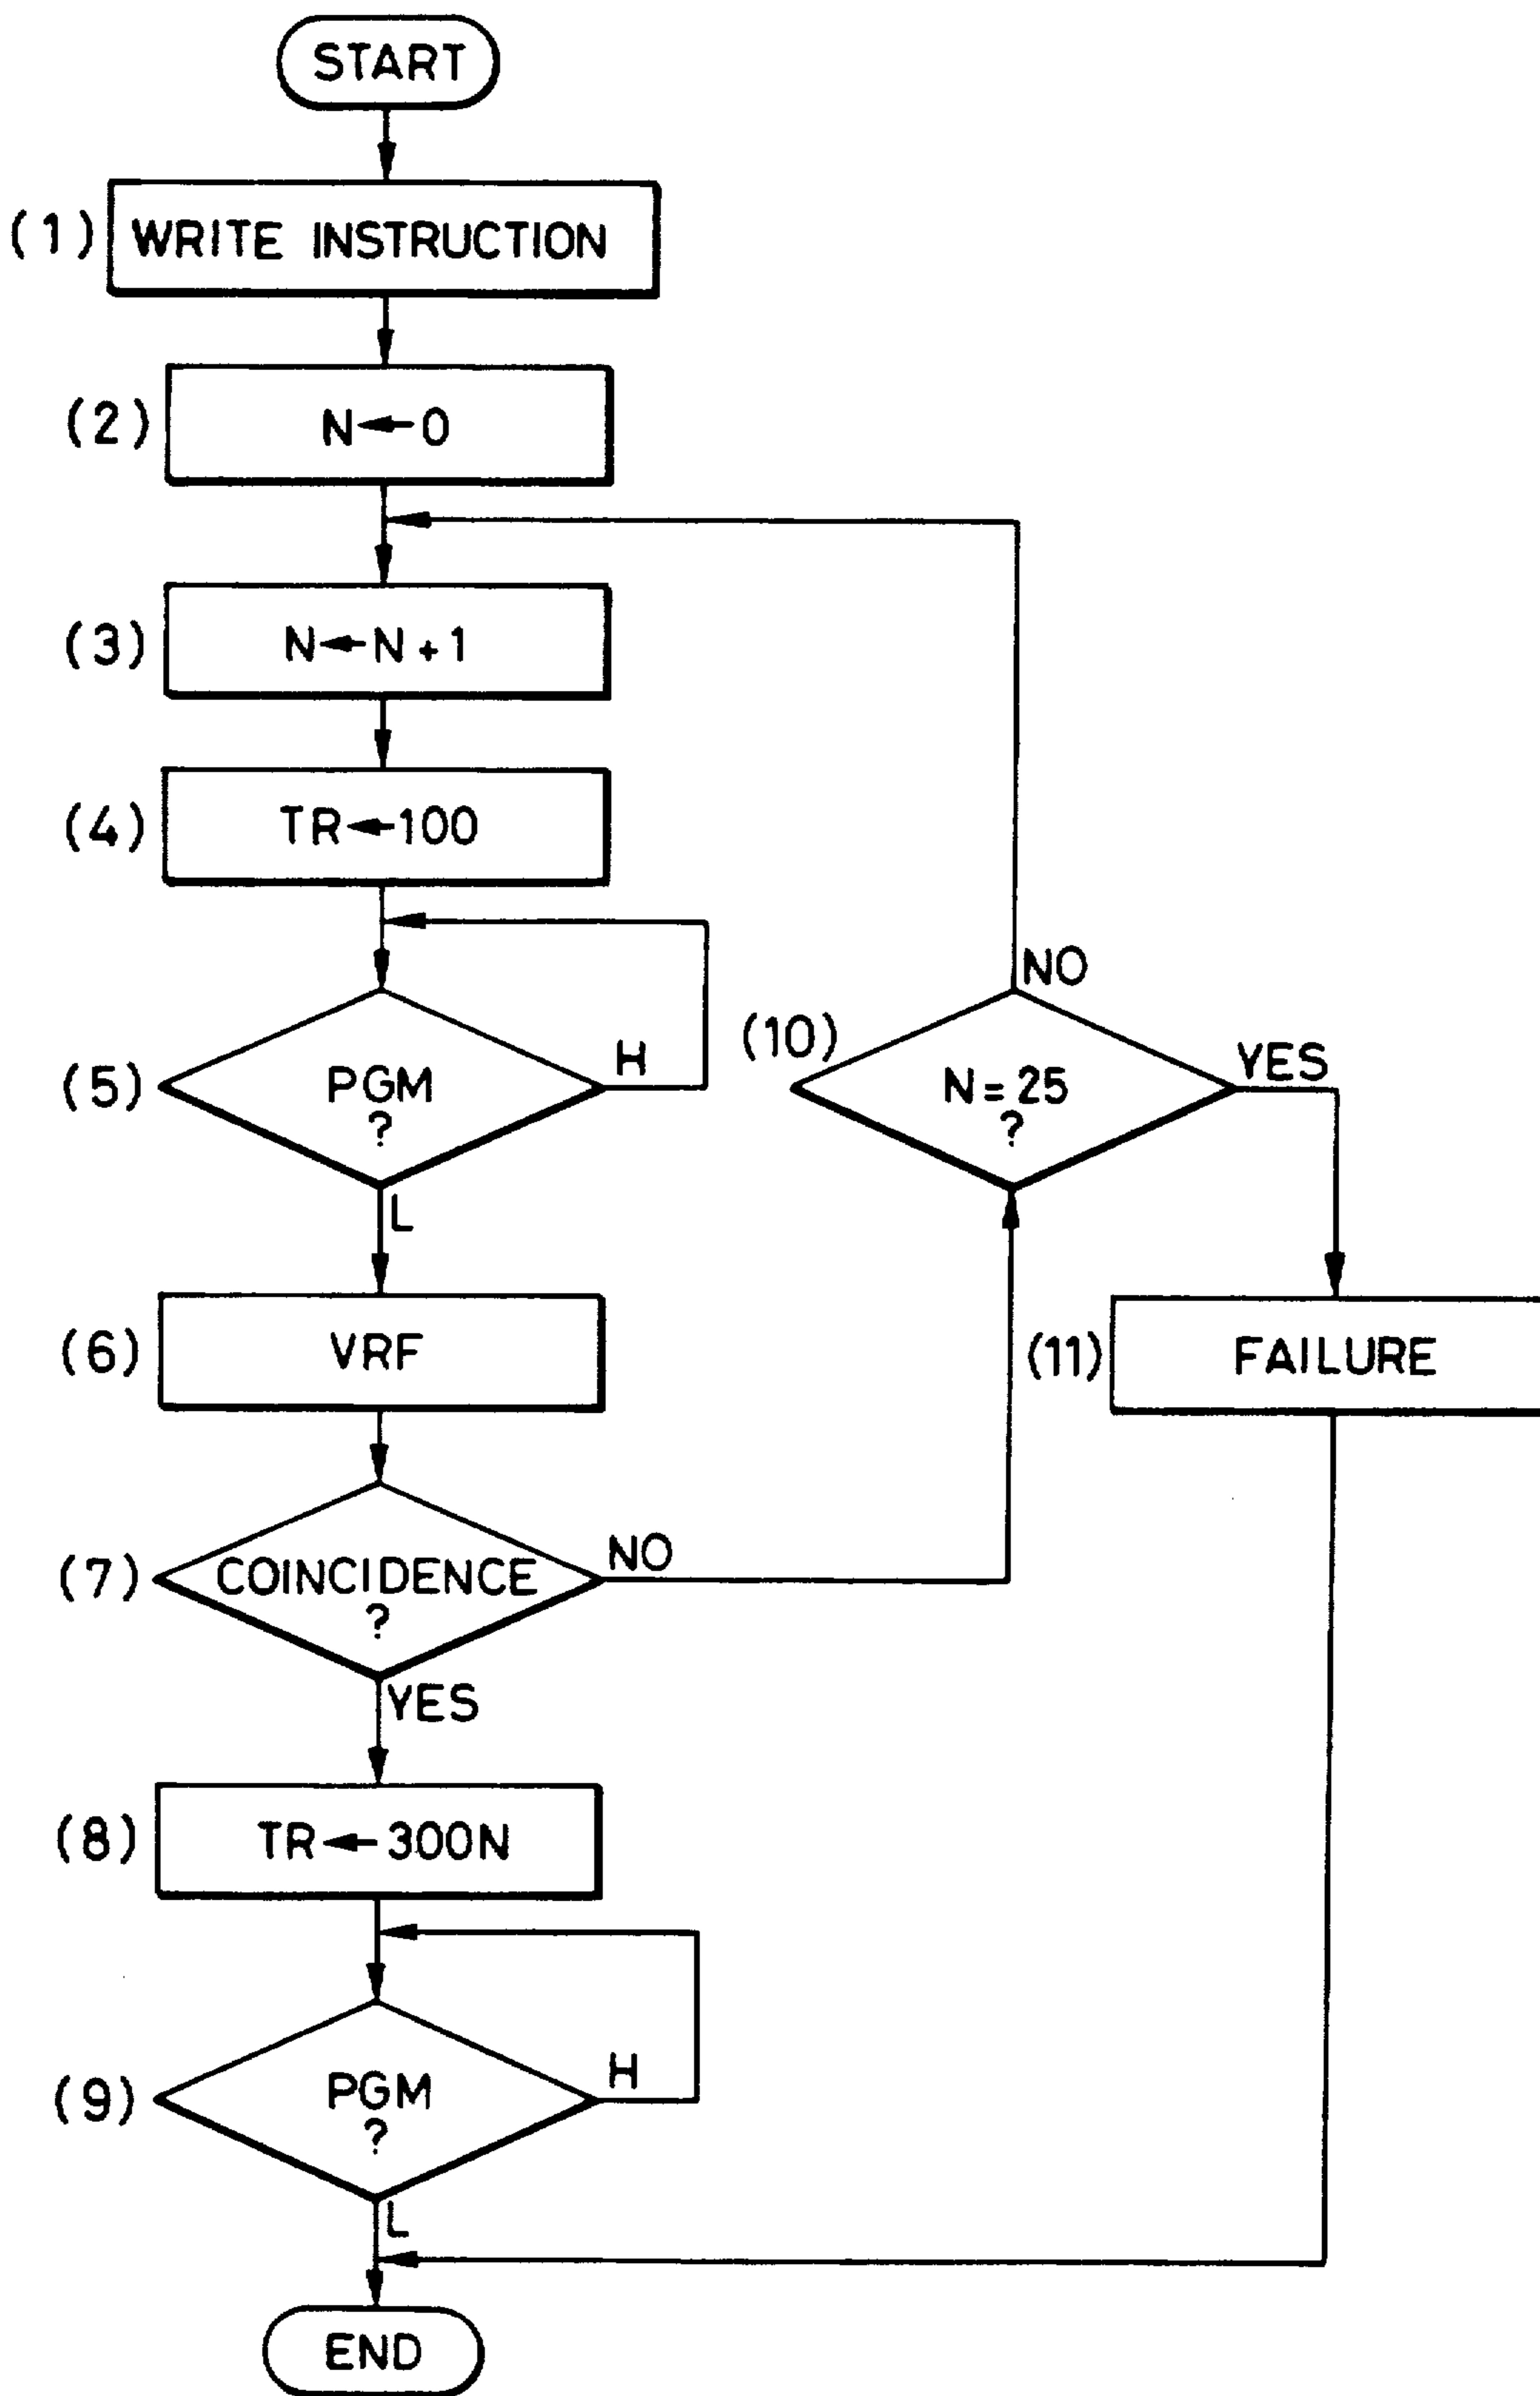 START
(1) WRITE INSTRUCTION
(2) N←0
(3) N←N+1
(4) TR←100
(5) PGM
?
H
L
(6) VRF
(7) COINCIDENCE
?
NO
YES
(8) TR←300N
(9) PGM
?
H
L
END
(10) N=25
?
NO
YES
(11) FAILURE